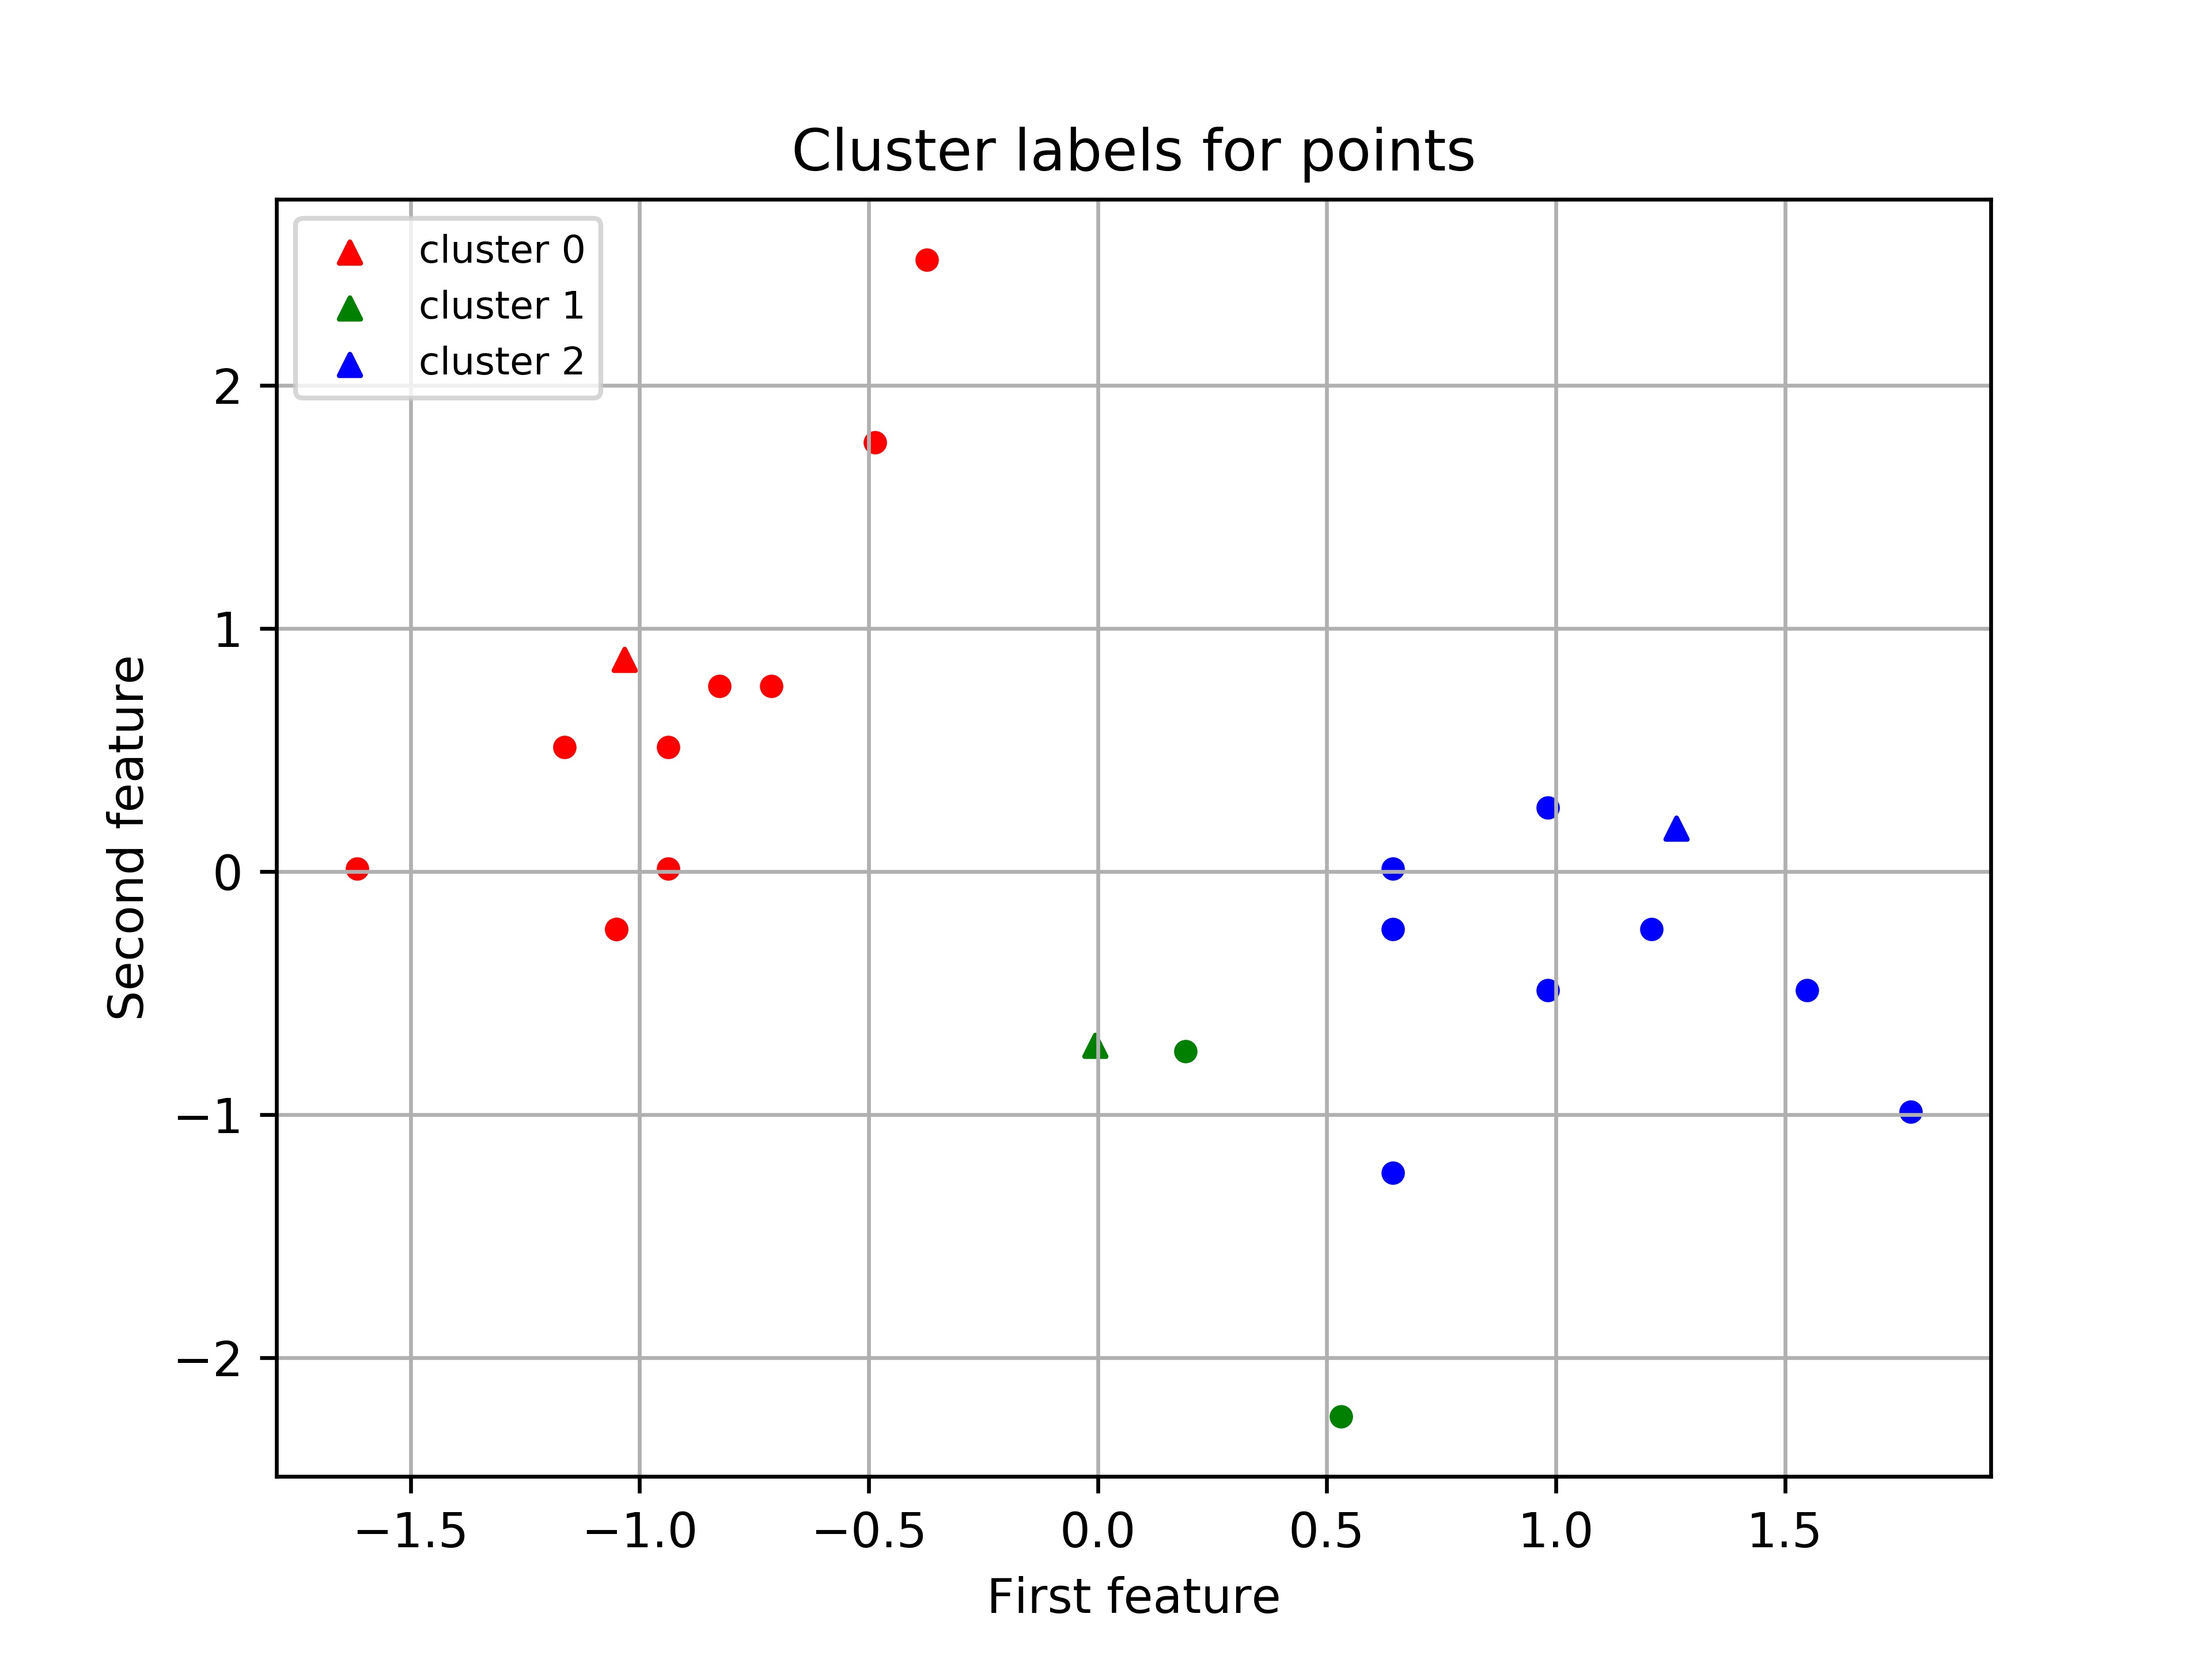 Cluster labels for points
cluster 0
cluster 1
cluster 2
Second feature
2
1
0
−1
−2
−1.5 −1.0 −0.5 0.0 0.5 1.0 1.5
First feature